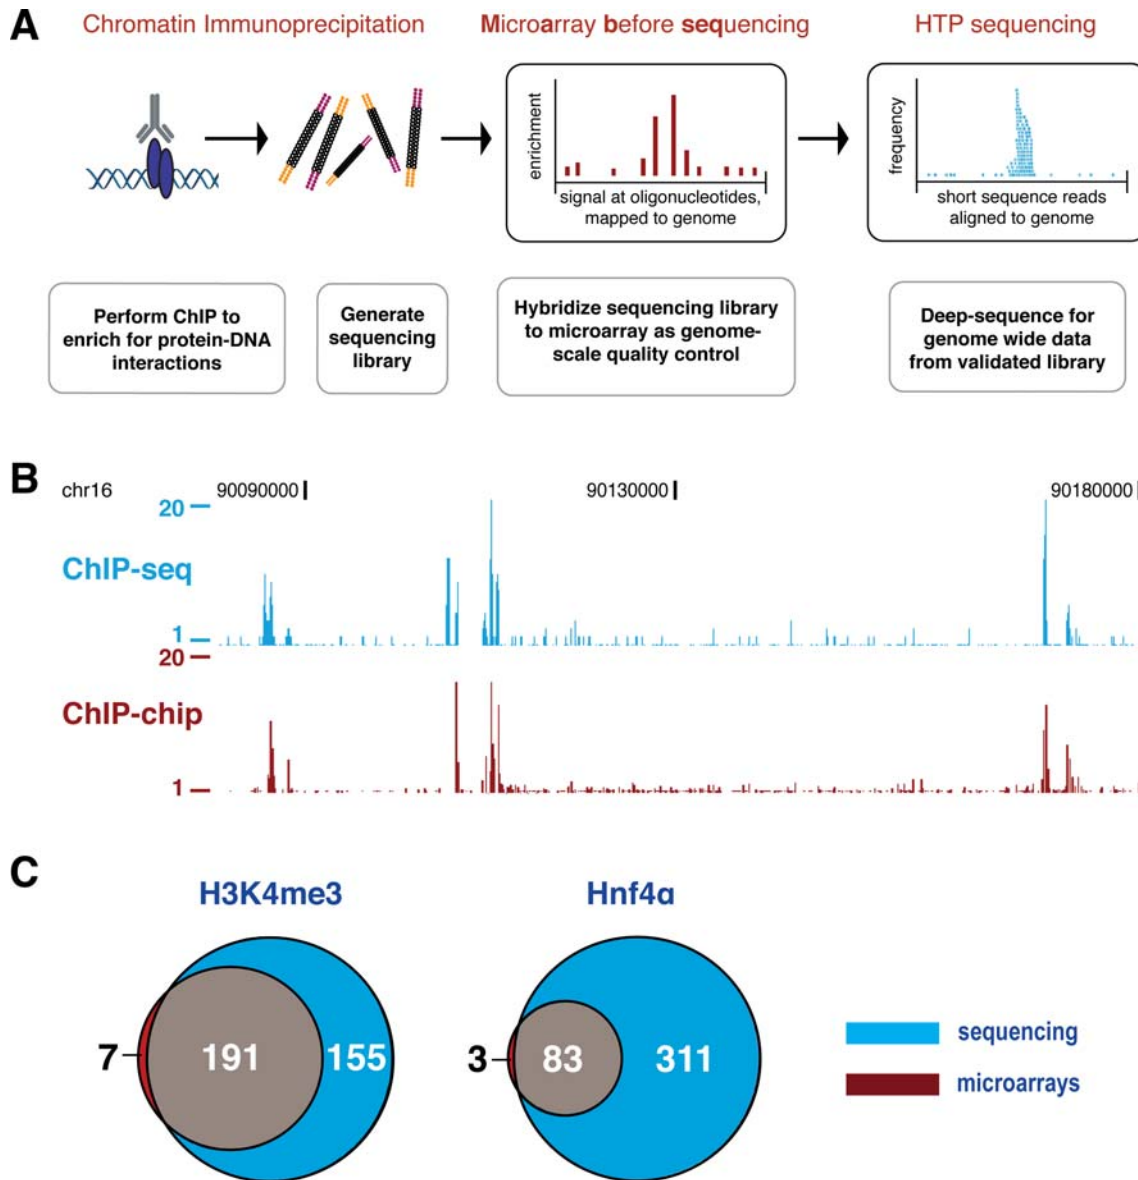 A
Chromatin Immunoprecipitation
Microarray before sequencing
HTP sequencing
enrichment
signal at oligonucleotides,
mapped to genome
frequency
short sequence reads
aligned to genome
Perform ChIP to
enrich for protein-DNA
interactions
Generate
sequencing
library
Hybridize sequencing library
to microarray as genome-
scale quality control
Deep-sequence for
genome wide data
from validated library
B
chr16
90090000
90130000
90180000
20
ChIP-seq
1
20
ChIP-chip
1
C
H3K4me3
Hnf4α
7
191
155
3
83
311
sequencing
microarrays